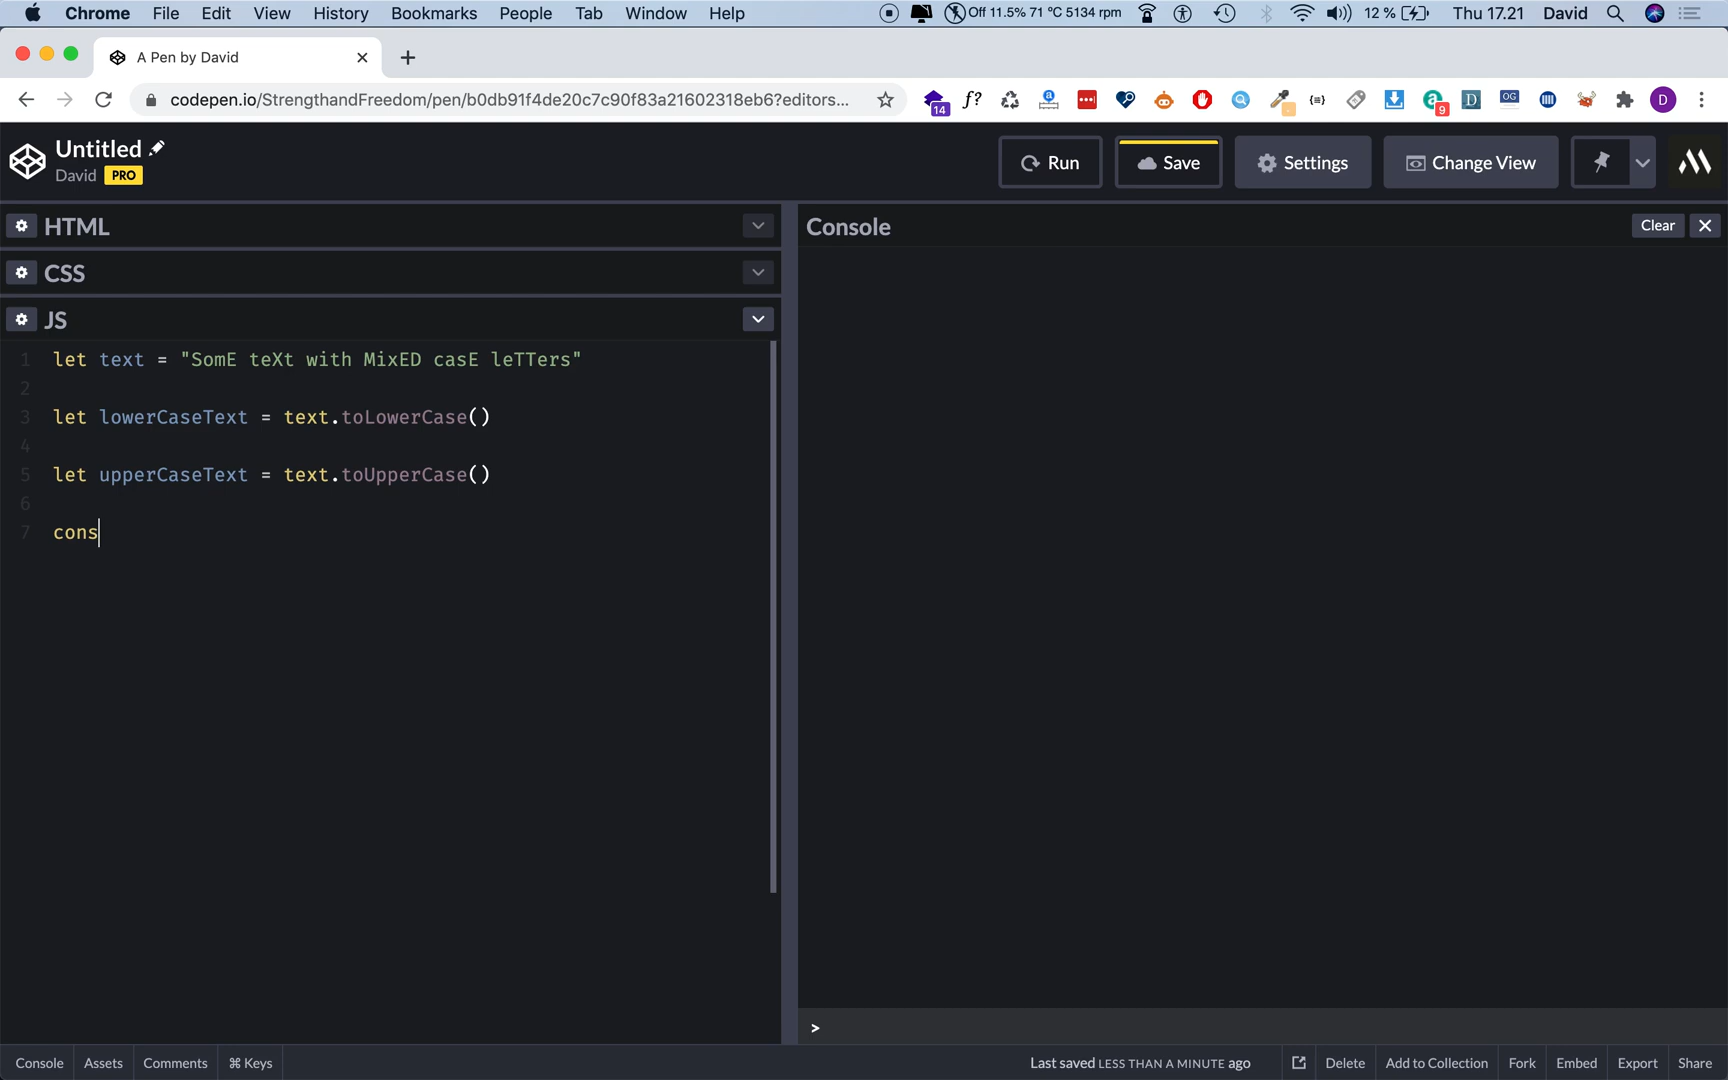 Chrome File Edit View History Bookmarks People Tab Window Help Off 11.5% 71 °C 5134 rpm 12 % Thu 17.21 David
A Pen by David
codepen.io/StrengthandFreedom/pen/b0db91f4de20c7c90f83a21602318eb6?editors... 14 f? a {≡} a 9 D OG D
Untitled
David PRO
Run Save Settings Change View
HTML
Console Clear
CSS
JS
1 let text = "SomE teXt with MixED casE leTTers"
2
3 let lowerCaseText = text.toLowerCase()
4
5 let upperCaseText = text.toUpperCase()
6
7 cons
>
Console Assets Comments ⌘ Keys Last saved LESS THAN A MINUTE ago Delete Add to Collection Fork Embed Export Share